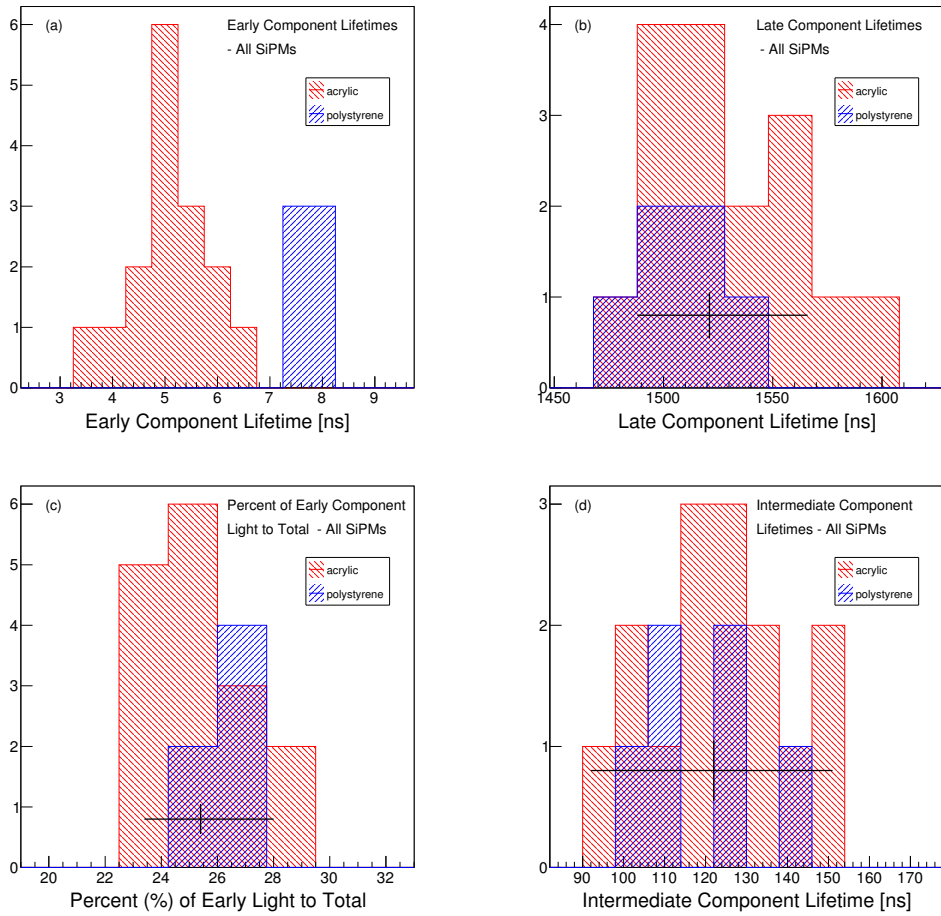 (a)
Early Component Lifetimes
- All SiPMs
acrylic
polystyrene
6
5
4
3
2
1
0
3 4 5 6 7 8 9
Early Component Lifetime [ns]
(b)
Late Component Lifetimes
- All SiPMs
acrylic
polystyrene
4
3
2
1
0
1450 1500 1550 1600
Late Component Lifetime [ns]
(c)
Percent of Early Component
Light to Total - All SiPMs
acrylic
polystyrene
6
5
4
3
2
1
0
20 22 24 26 28 30 32
Percent (%) of Early Light to Total
(d)
Intermediate Component
Lifetimes - All SiPMs
acrylic
polystyrene
3
2
1
0
90 100 110 120 130 140 150 160 170
Intermediate Component Lifetime [ns]